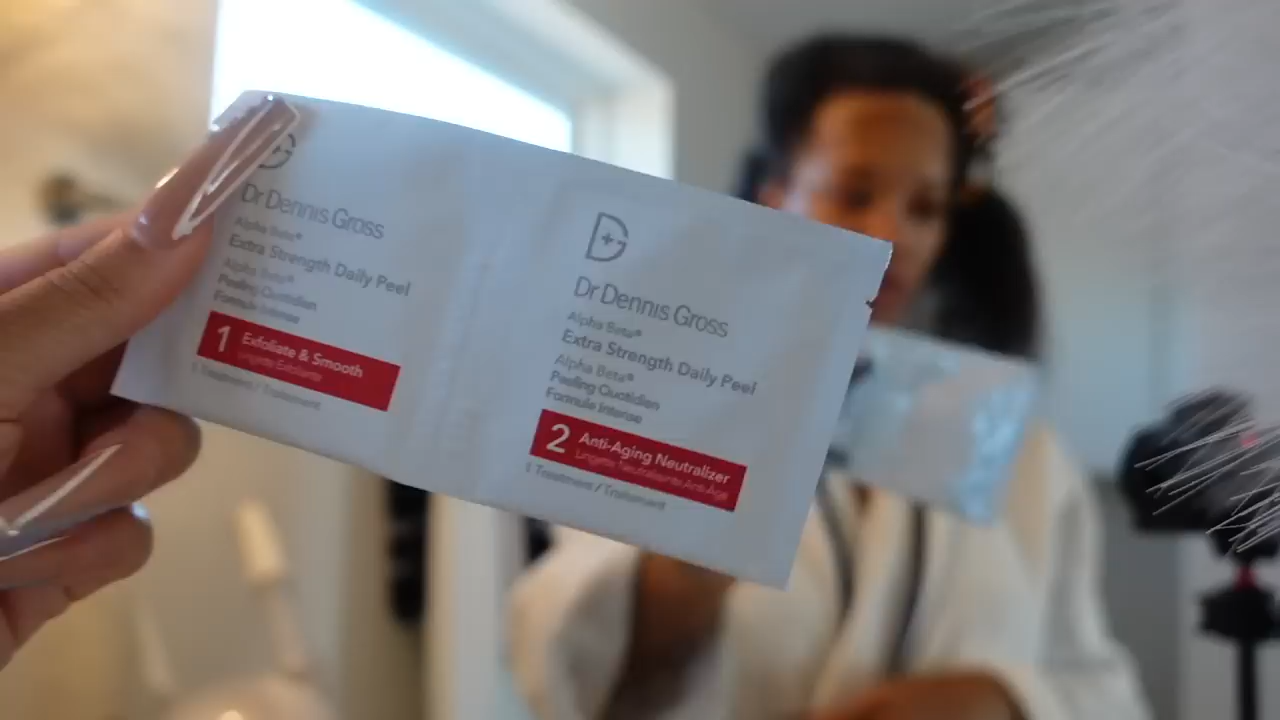 Dr Dennis Gross
Alpha Beta®
Extra Strength Daily Peel
Alpha Beta®
Peeling Quotidien
Formule Intense
1 Exfoliate & Smooth
Lingette Exfoliante
1 Treatment / Traitement
DG
Dr Dennis Gross
Alpha Beta®
Extra Strength Daily Peel
Alpha Beta®
Peeling Quotidien
Formule Intense
2 Anti-Aging Neutralizer
Lingette Neutralisante Anti-Âge
1 Treatment / Traitement